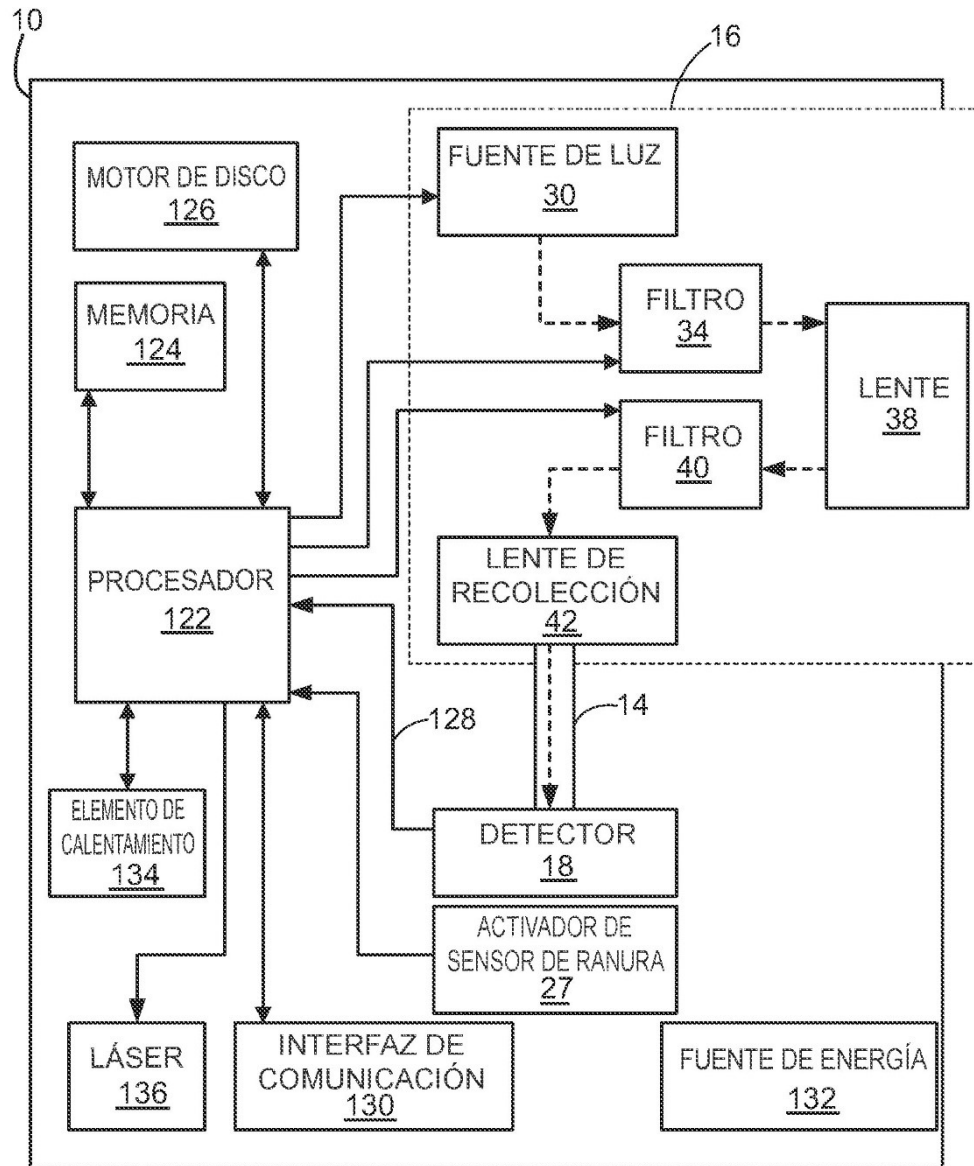 10
16
FUENTE DE LUZ
30
MOTOR DE DISCO
126
MEMORIA
124
FILTRO
34
LENTE
38
FILTRO
40
PROCESADOR
122
LENTE DE
RECOLECCIÓN
42
128
14
ELEMENTO DE
CALENTAMIENTO
134
DETECTOR
18
ACTIVADOR DE
SENSOR DE RANURA
27
LÁSER
136
INTERFAZ DE
COMUNICACIÓN
130
FUENTE DE ENERGÍA
132